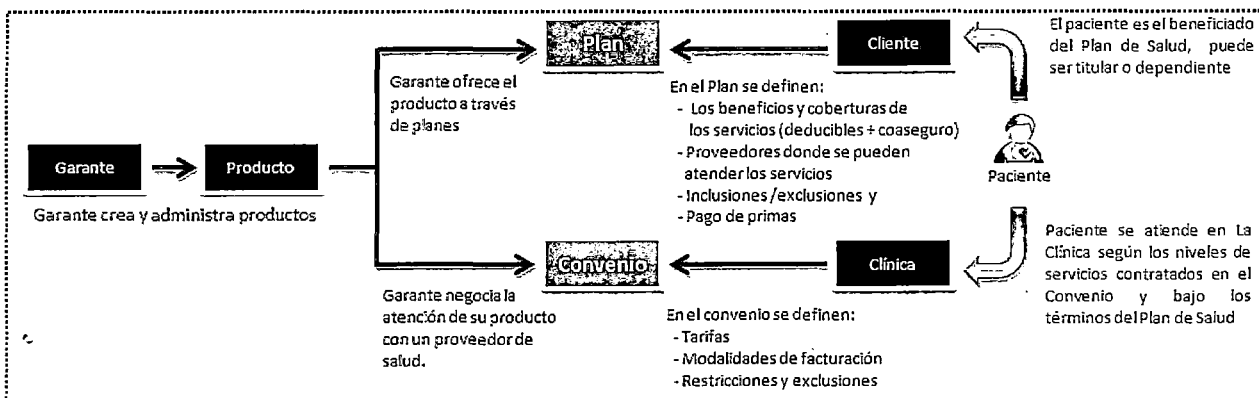 Plan
Cliente
El paciente es el beneficiado
del Plan de Salud, puede
ser titular o dependiente
Garante ofrece el
producto a través
de planes
En el Plan se definen:
- Los beneficios y coberturas de
los servicios (deducibles + coaseguro)
- Proveedores donde se pueden
atender los servicios
- Inclusiones/exclusiones y
- Pago de primas
Paciente
Garante
Producto
Garante crea y administra productos
Convenio
Clínica
Paciente se atiende en La
Clínica según los niveles de
servicios contratados en el
Convenio y bajo los
términos del Plan de Salud
Garante negocia la
atención de su producto
con un proveedor de
salud.
En el convenio se definen:
- Tarifas
- Modalidades de facturación
- Restricciones y exclusiones